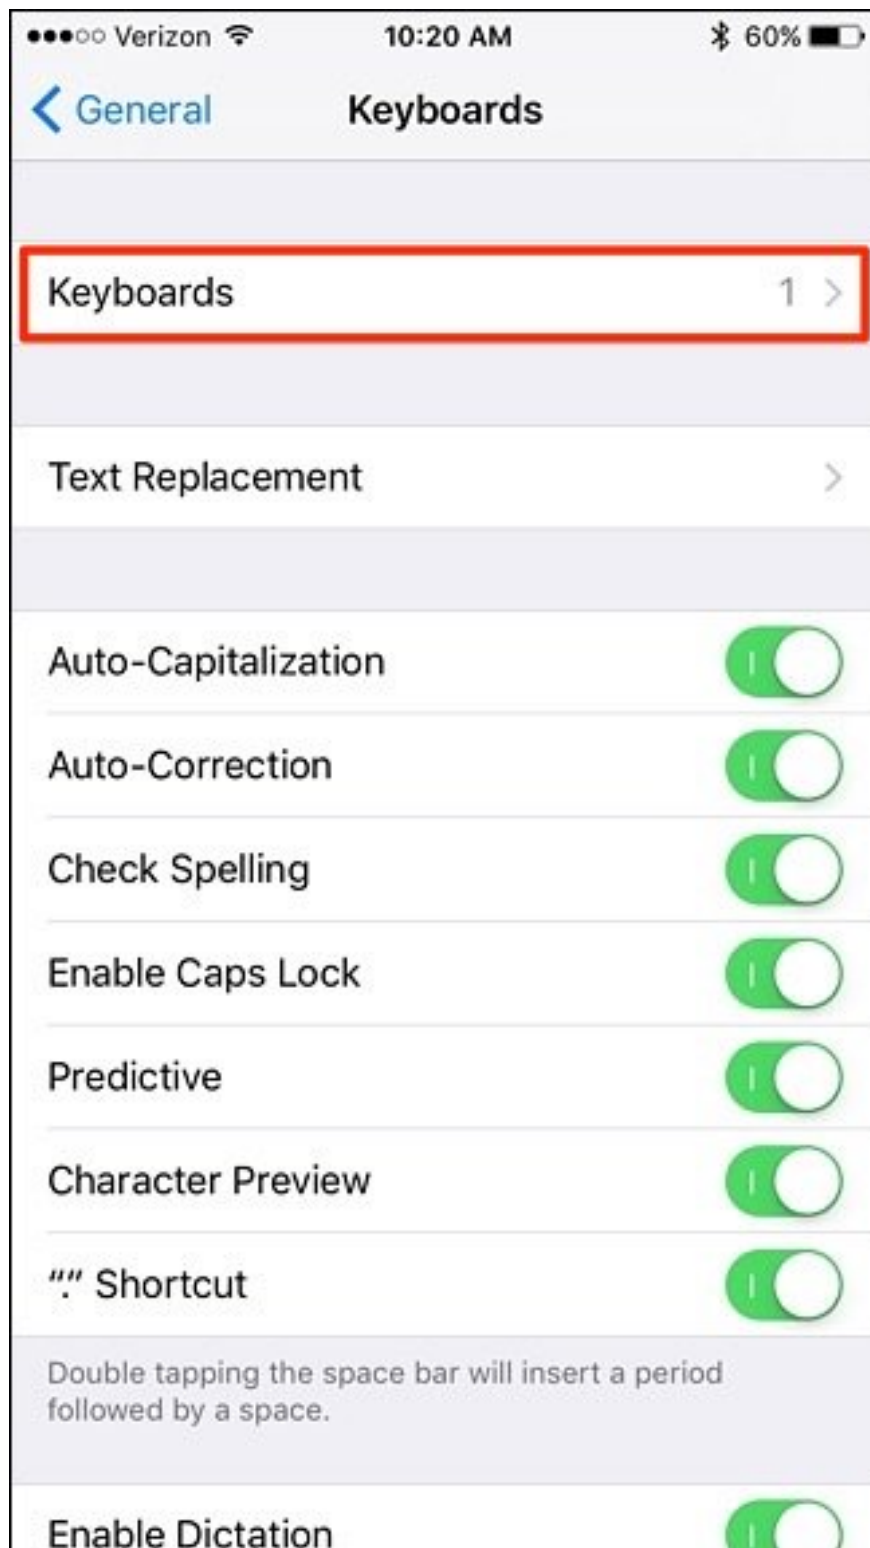 Verizon 10:20 AM 60%
General Keyboards
Keyboards 1
Text Replacement
Auto-Capitalization
Auto-Correction
Check Spelling
Enable Caps Lock
Predictive
Character Preview
“.” Shortcut
Double tapping the space bar will insert a period
followed by a space.
Enable Dictation